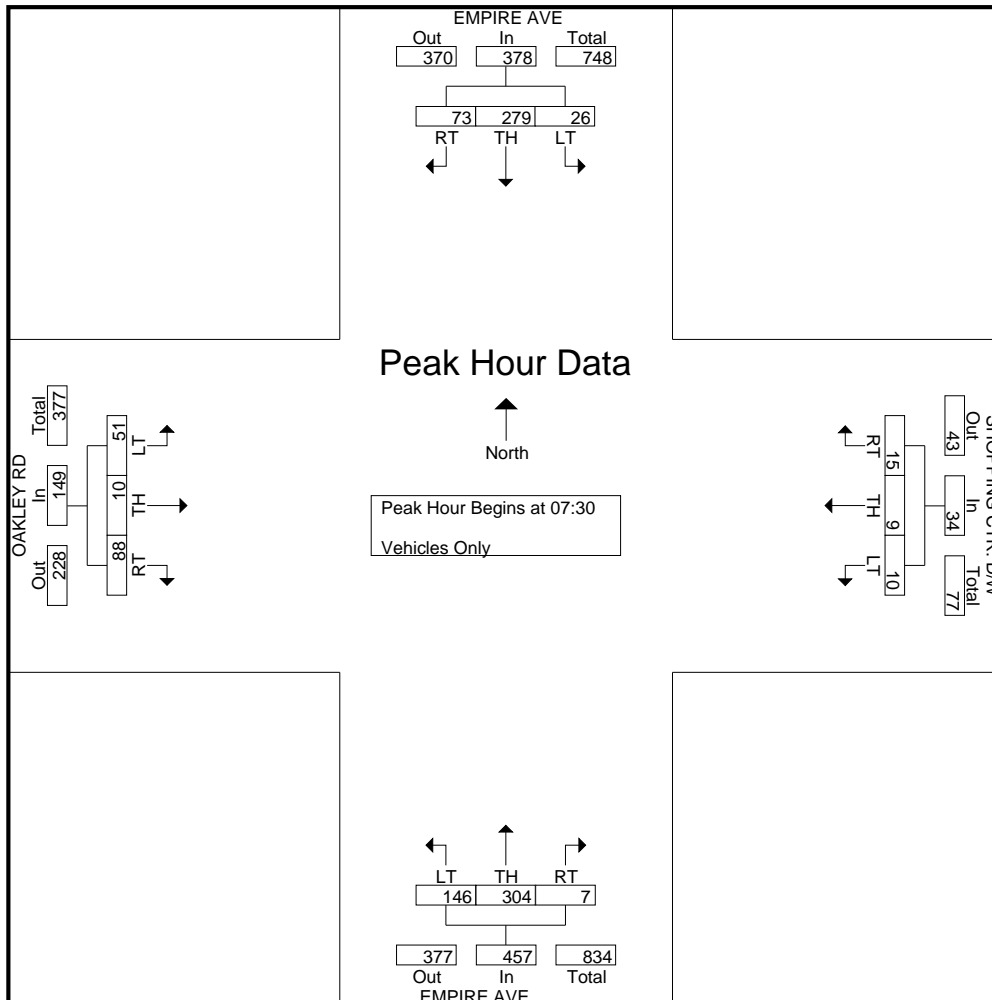 EMPIRE AVE
Out In Total
370 378 748
73 279 26
RT TH LT
Peak Hour Data
North
Peak Hour Begins at 07:30
Vehicles Only
OAKLEY RD
Out In Total
228 149 377
RT TH LT
88 10 51
Out In Total
43 34 77
RT TH LT
15 9 10
LT TH RT
146 304 7
377 457 834
Out In Total
EMPIRE AVE